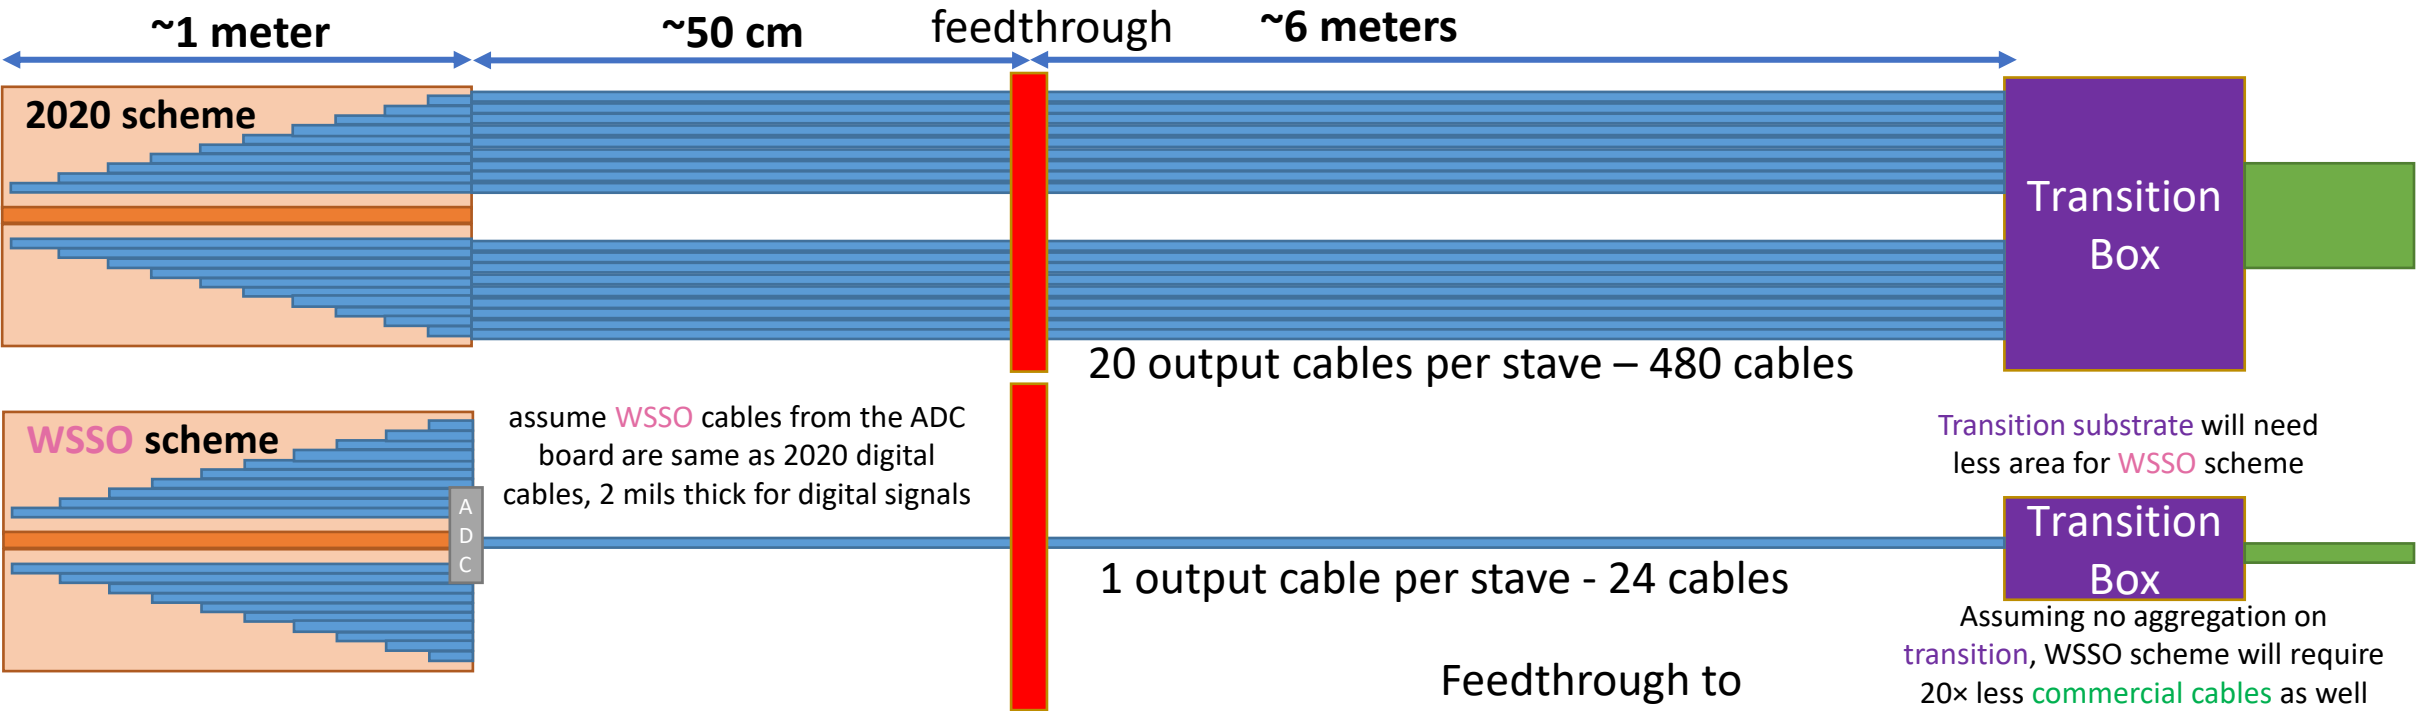 ~1 meter
~50 cm
feedthrough
~6 meters
2020 scheme
Transition
Box
20 output cables per stave – 480 cables
WSSO scheme
assume WSSO cables from the ADC
board are same as 2020 digital
cables, 2 mils thick for digital signals
A
D
C
Transition substrate will need
less area for WSSO scheme
Transition
Box
1 output cable per stave - 24 cables
Assuming no aggregation on
transition, WSSO scheme will require
20× less commercial cables as well
Feedthrough to